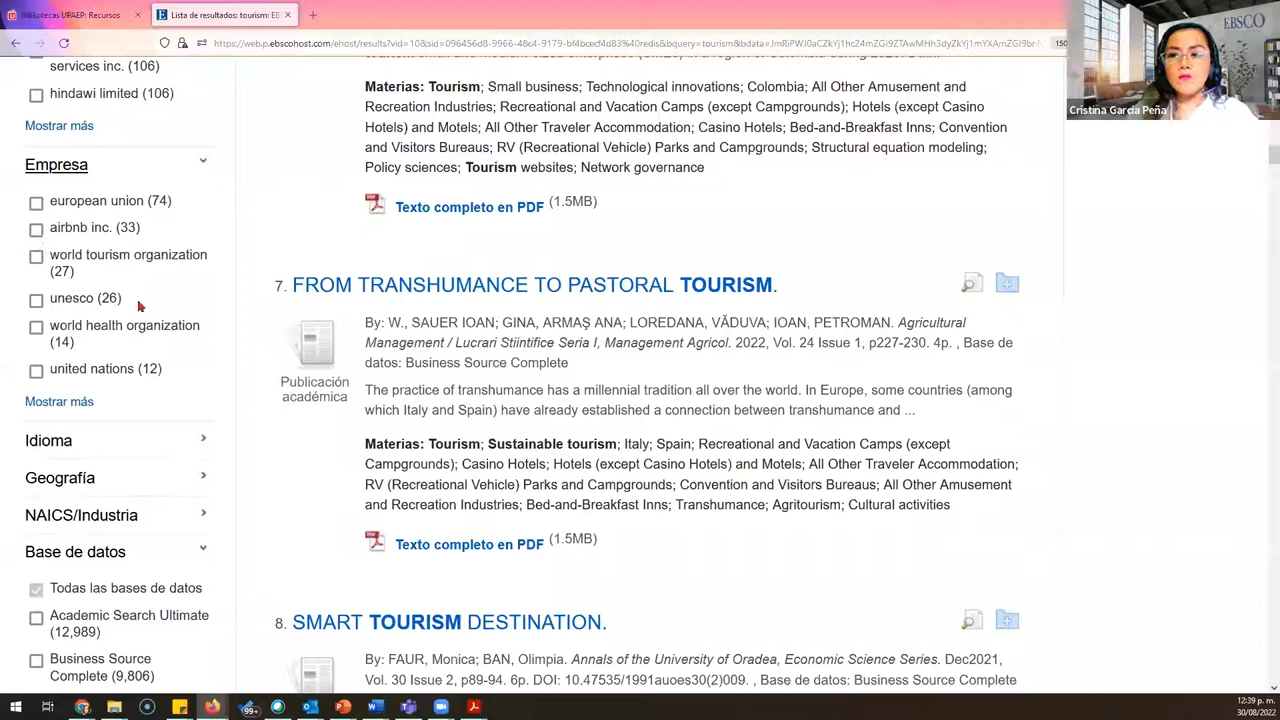 Bibliotecas UPAEP: Recursos
Lista de resultados: tourism: EB
EBSCO
Cristina Garcia Peña
services inc. (106)
hindawi limited (106)
Mostrar más
Empresa
european union (74)
airbnb inc. (33)
world tourism organization
(27)
unesco (26)
world health organization
(14)
united nations (12)
Mostrar más
Idioma
Geografía
NAICS/Industria
Base de datos
Todas las bases de datos
Academic Search Ultimate
(12,989)
Business Source
Complete (9,806)
Materias: Tourism; Small business; Technological innovations; Colombia; All Other Amusement and
Recreation Industries; Recreational and Vacation Camps (except Campgrounds); Hotels (except Casino
Hotels) and Motels; All Other Traveler Accommodation; Casino Hotels; Bed-and-Breakfast Inns; Convention
and Visitors Bureaus; RV (Recreational Vehicle) Parks and Campgrounds; Structural equation modeling;
Policy sciences; Tourism websites; Network governance
Texto completo en PDF (1.5MB)
7. FROM TRANSHUMANCE TO PASTORAL TOURISM.
Publicación
académica
By: W., SAUER IOAN; GINA, ARMAŞ ANA; LOREDANA, VĂDUVA; IOAN, PETROMAN. Agricultural
Management / Lucrari Stiintifice Seria I, Management Agricol. 2022, Vol. 24 Issue 1, p227-230. 4p. , Base de
datos: Business Source Complete
The practice of transhumance has a millennial tradition all over the world. In Europe, some countries (among
which Italy and Spain) have already established a connection between transhumance and ...
Materias: Tourism; Sustainable tourism; Italy; Spain; Recreational and Vacation Camps (except
Campgrounds); Casino Hotels; Hotels (except Casino Hotels) and Motels; All Other Traveler Accommodation;
RV (Recreational Vehicle) Parks and Campgrounds; Convention and Visitors Bureaus; All Other Amusement
and Recreation Industries; Bed-and-Breakfast Inns; Transhumance; Agritourism; Cultural activities
Texto completo en PDF (1.5MB)
8. SMART TOURISM DESTINATION.
By: FAUR, Monica; BAN, Olimpia. Annals of the University of Oradea, Economic Science Series. Dec2021,
Vol. 30 Issue 2, p89-94. 6p. DOI: 10.47535/1991auoes30(2)009. , Base de datos: Business Source Complete
99+
12:39 p. m.
30/08/2022